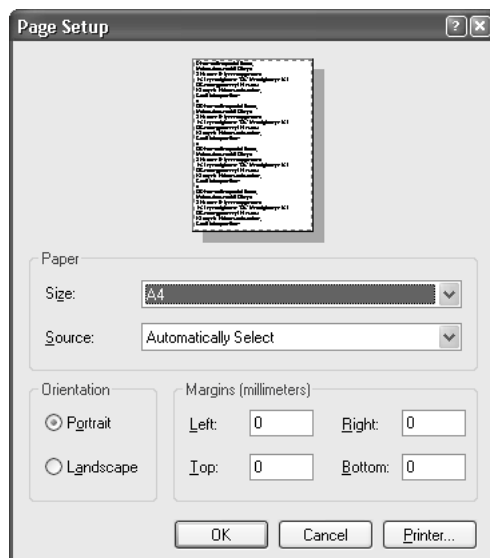 Page Setup
Paper
Size: A4
Source: Automatically Select
Orientation
Portrait
Landscape
Margins (millimeters)
Left: 0 Right: 0
Top: 0 Bottom: 0
OK Cancel Printer...